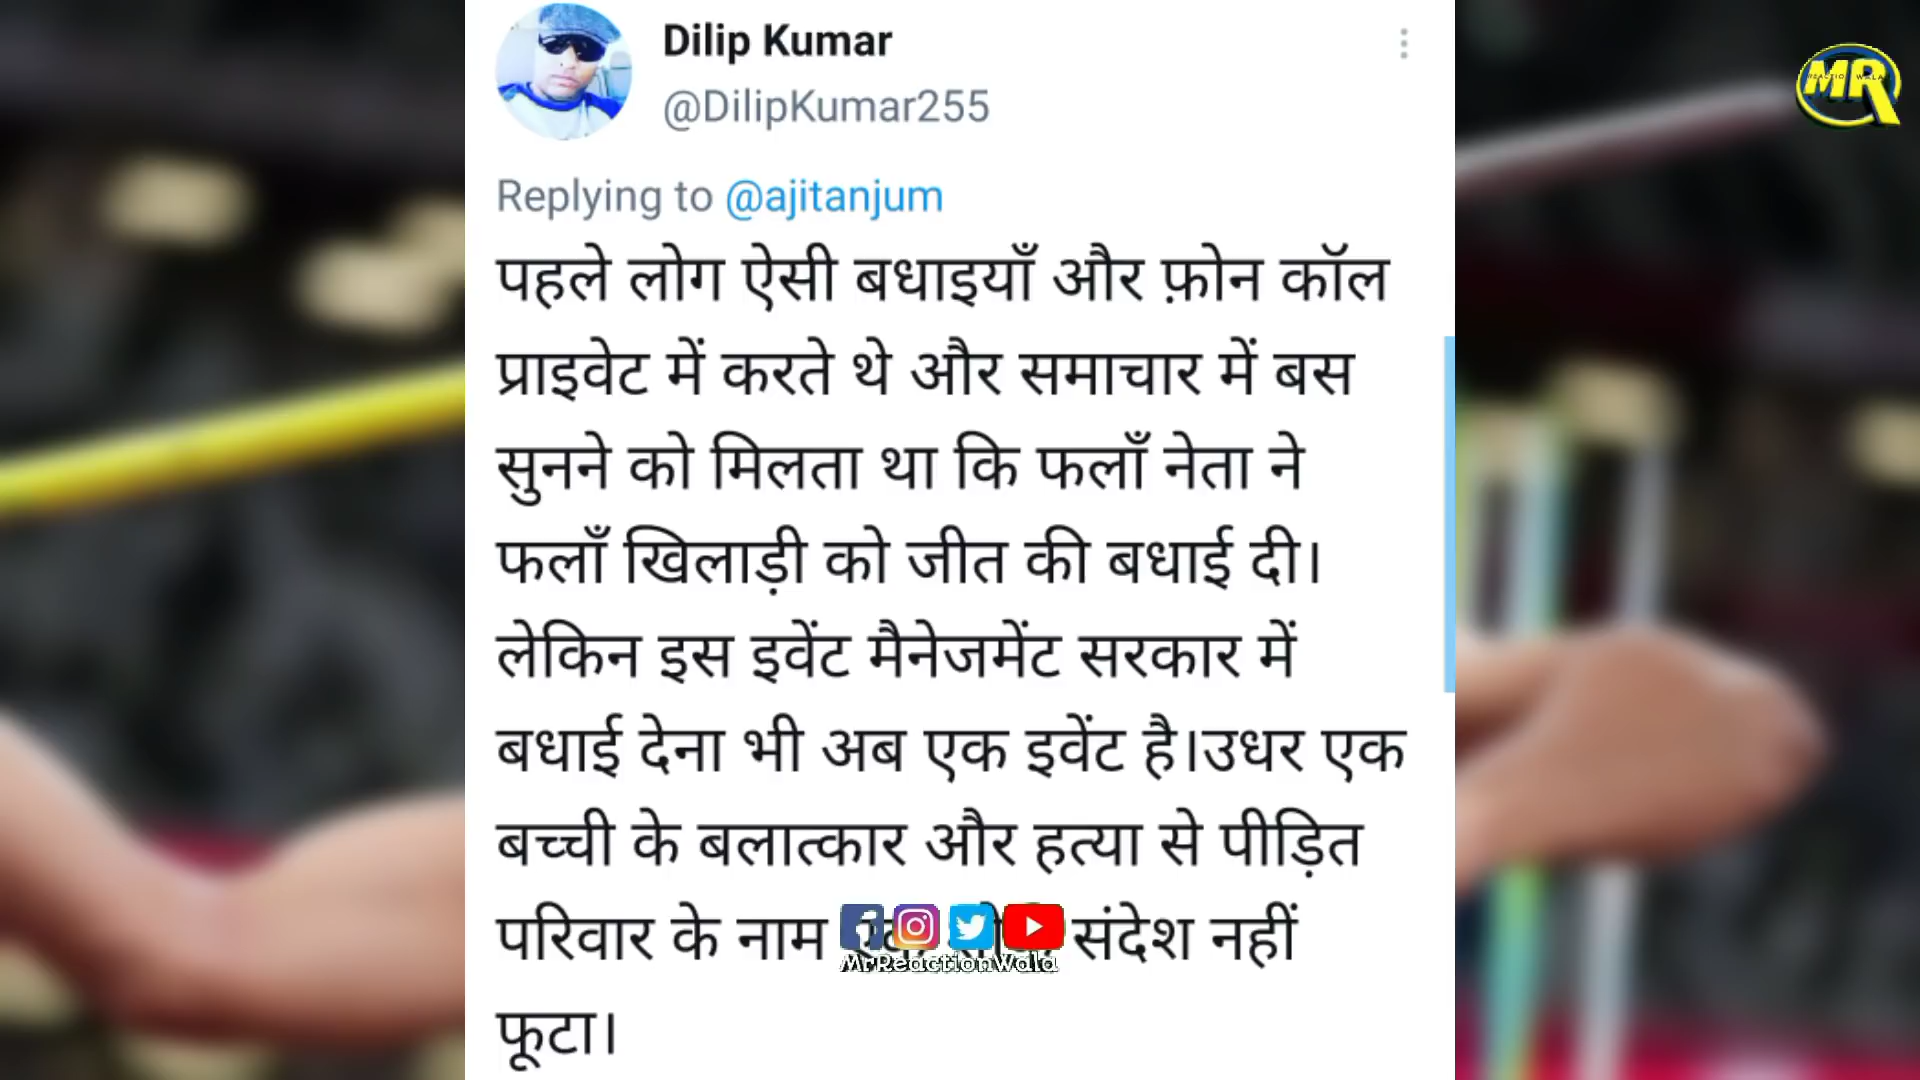 Dilip Kumar
@DilipKumar255
Replying to @ajitanjum
पहले लोग ऐसी बधाइयाँ और फ़ोन कॉल
प्राइवेट में करते थे और समाचार में बस
सुनने को मिलता था कि फलाँ नेता ने
फलाँ खिलाड़ी को जीत की बधाई दी।
लेकिन इस इवेंट मैनेजमेंट सरकार में
बधाई देना भी अब एक इवेंट है।उधर एक
बच्ची के बलात्कार और हत्या से पीड़ित
परिवार के नाम संदेश नहीं
फूटा।
MrReactionWala
MR
REACTION WALA